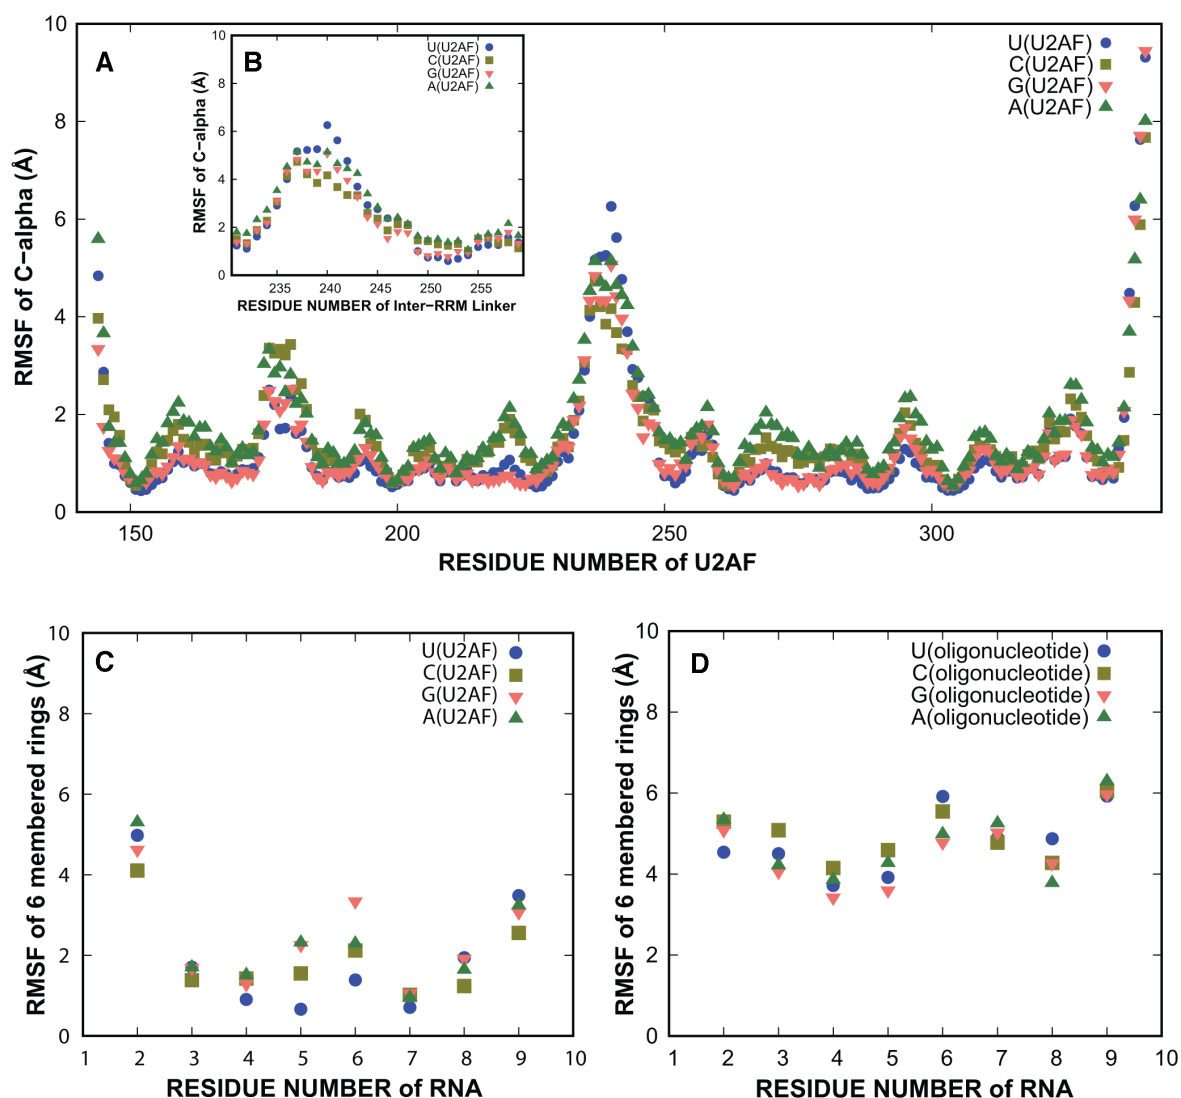 A
RMSF of C-alpha (Å)
10
8
6
4
2
0
150
200
250
300
RESIDUE NUMBER of U2AF
U(U2AF)
C(U2AF)
G(U2AF)
A(U2AF)
B
RMSF of C-alpha (Å)
10
8
6
4
2
0
235
240
245
250
255
RESIDUE NUMBER of Inter-RRM Linker
U(U2AF)
C(U2AF)
G(U2AF)
A(U2AF)
C
RMSF of 6 membered rings (Å)
10
8
6
4
2
0
1 2 3 4 5 6 7 8 9 10
RESIDUE NUMBER of RNA
U(U2AF)
C(U2AF)
G(U2AF)
A(U2AF)
D
RMSF of 6 membered rings (Å)
10
8
6
4
2
0
1 2 3 4 5 6 7 8 9 10
RESIDUE NUMBER of RNA
U(oligonucleotide)
C(oligonucleotide)
G(oligonucleotide)
A(oligonucleotide)